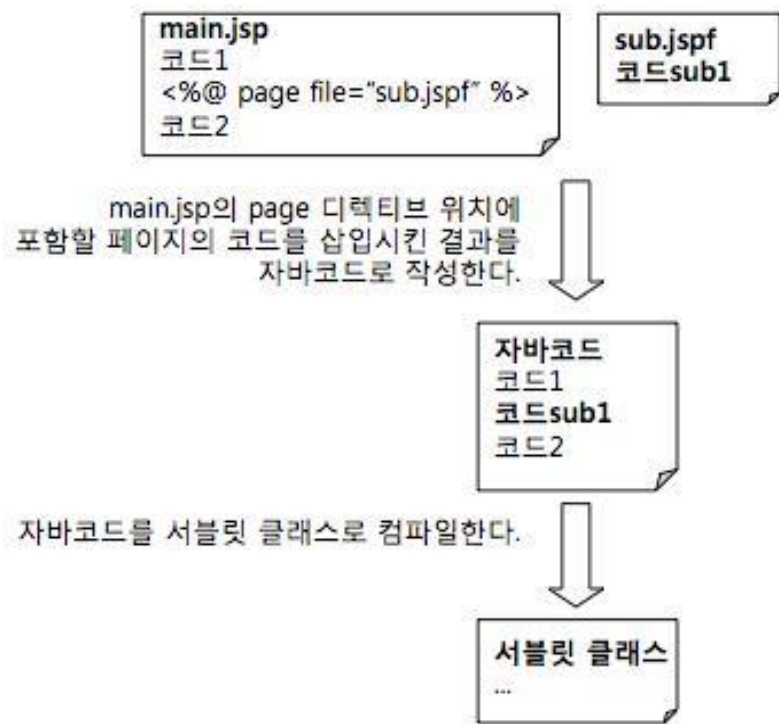 main.jsp
코드1
<%@ page file="sub.jspf" %>
코드2
sub.jspf
코드sub1
main.jsp의 page 디렉티브 위치에
포함할 페이지의 코드를 삽입시킨 결과를
자바코드로 작성한다.
자바코드
코드1
코드sub1
코드2
자바코드를 서블릿 클래스로 컴파일한다.
서블릿 클래스
...